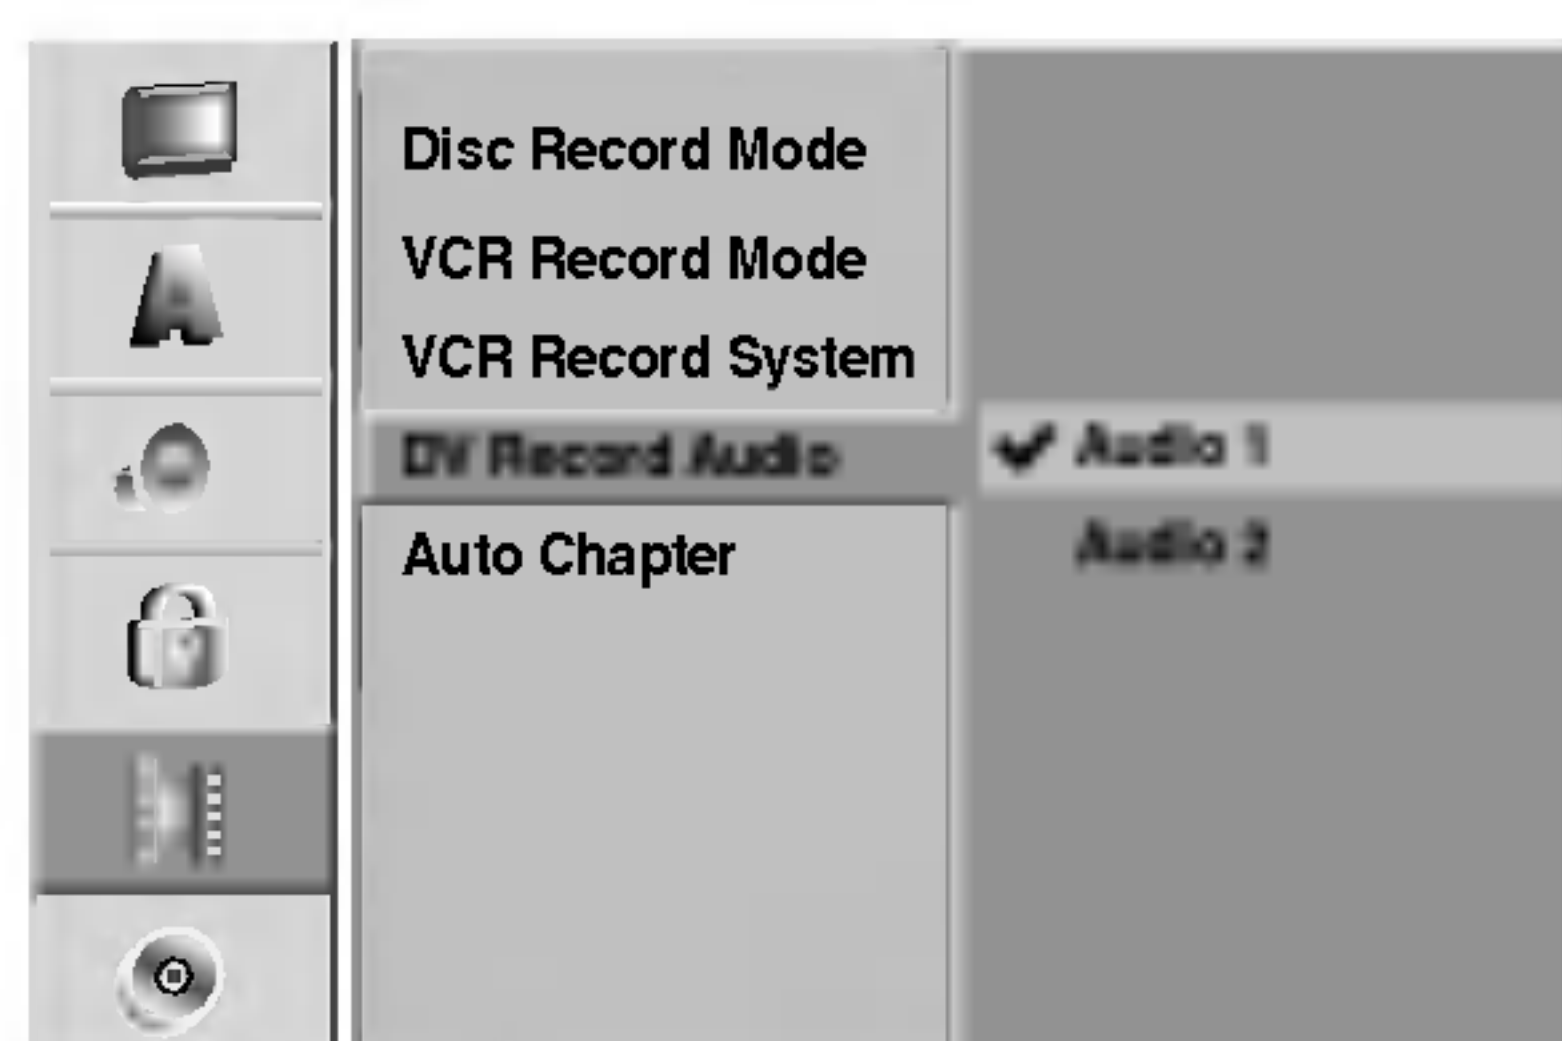 Disc Record Mode
VCR Record Mode
VCR Record System
DV Record Audio
Audio 1
Audio 2
Auto Chapter